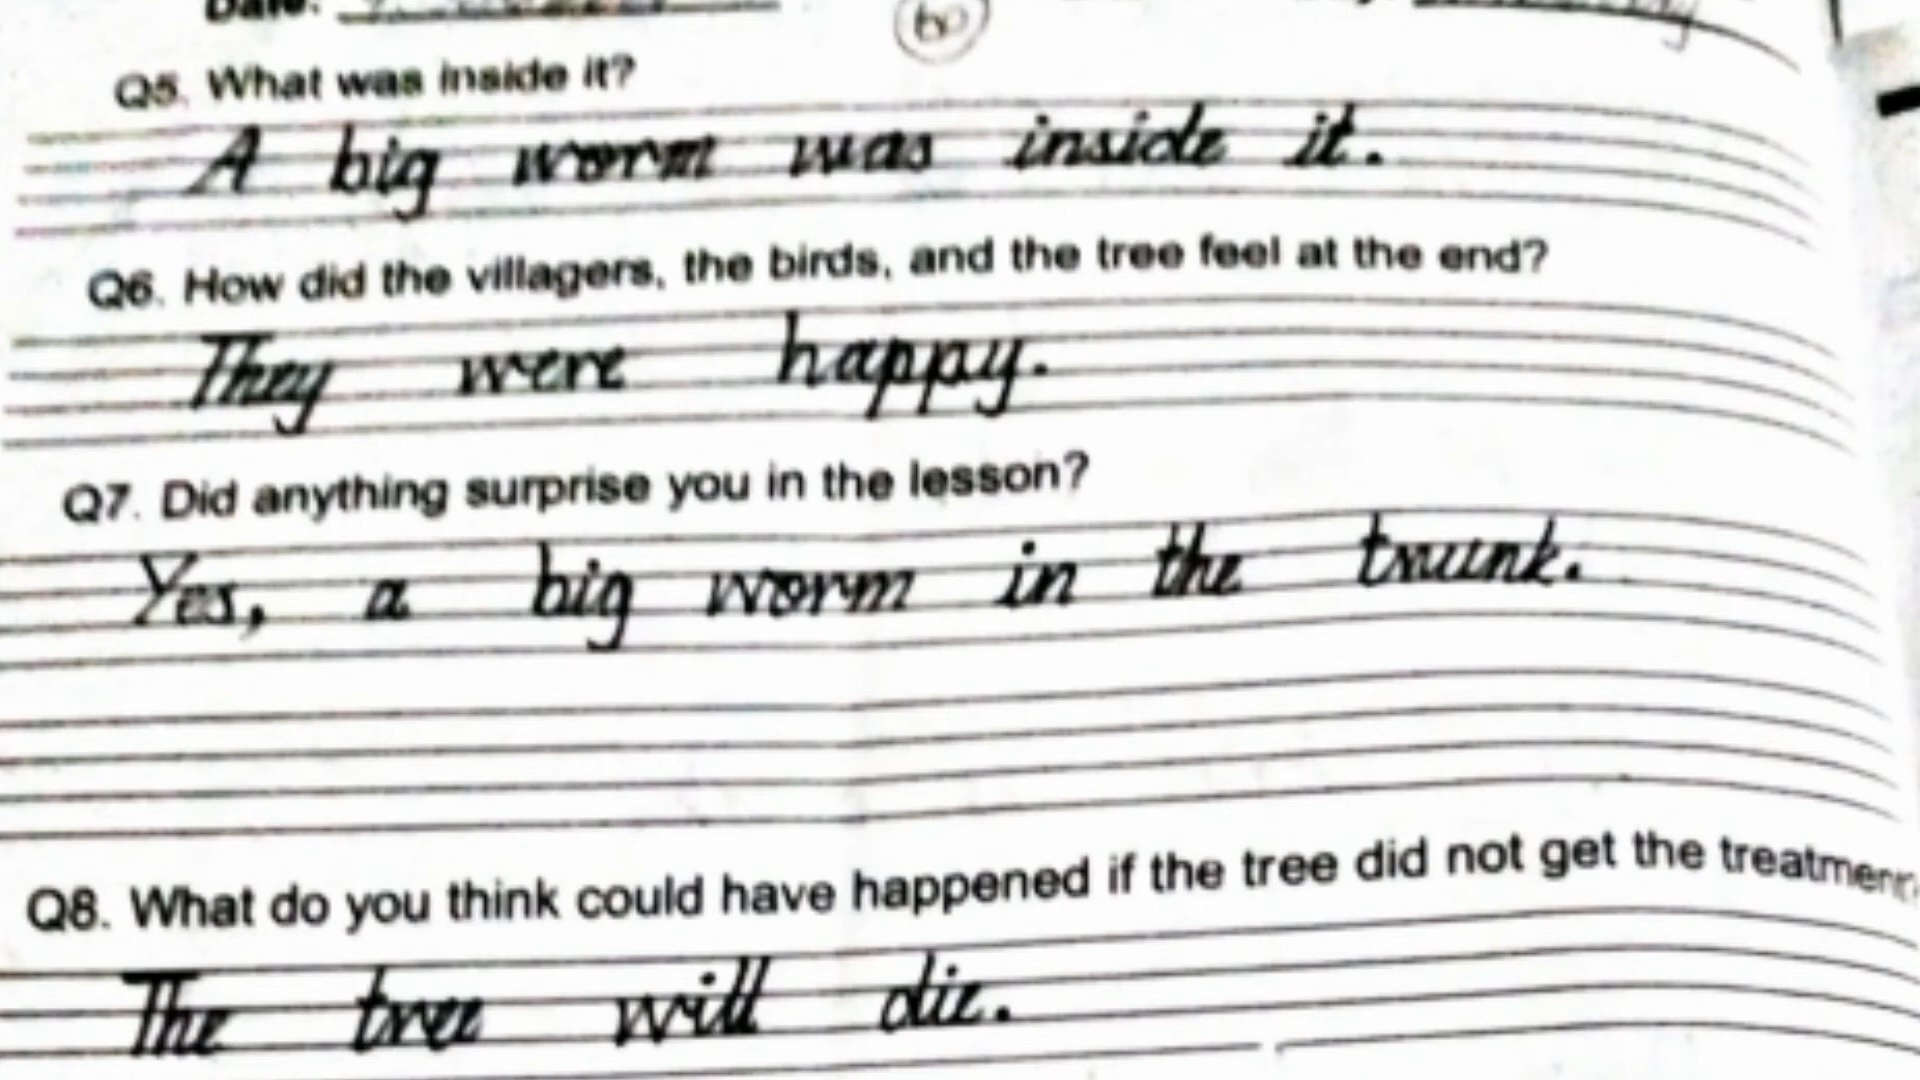 Date:
60
Q5. What was inside it?
A big worm was inside it.
Q6. How did the villagers, the birds, and the tree feel at the end?
They were happy.
Q7. Did anything surprise you in the lesson?
Yes, a big worm in the trunk.
Q8. What do you think could have happened if the tree did not get the treatment
The tree will die.